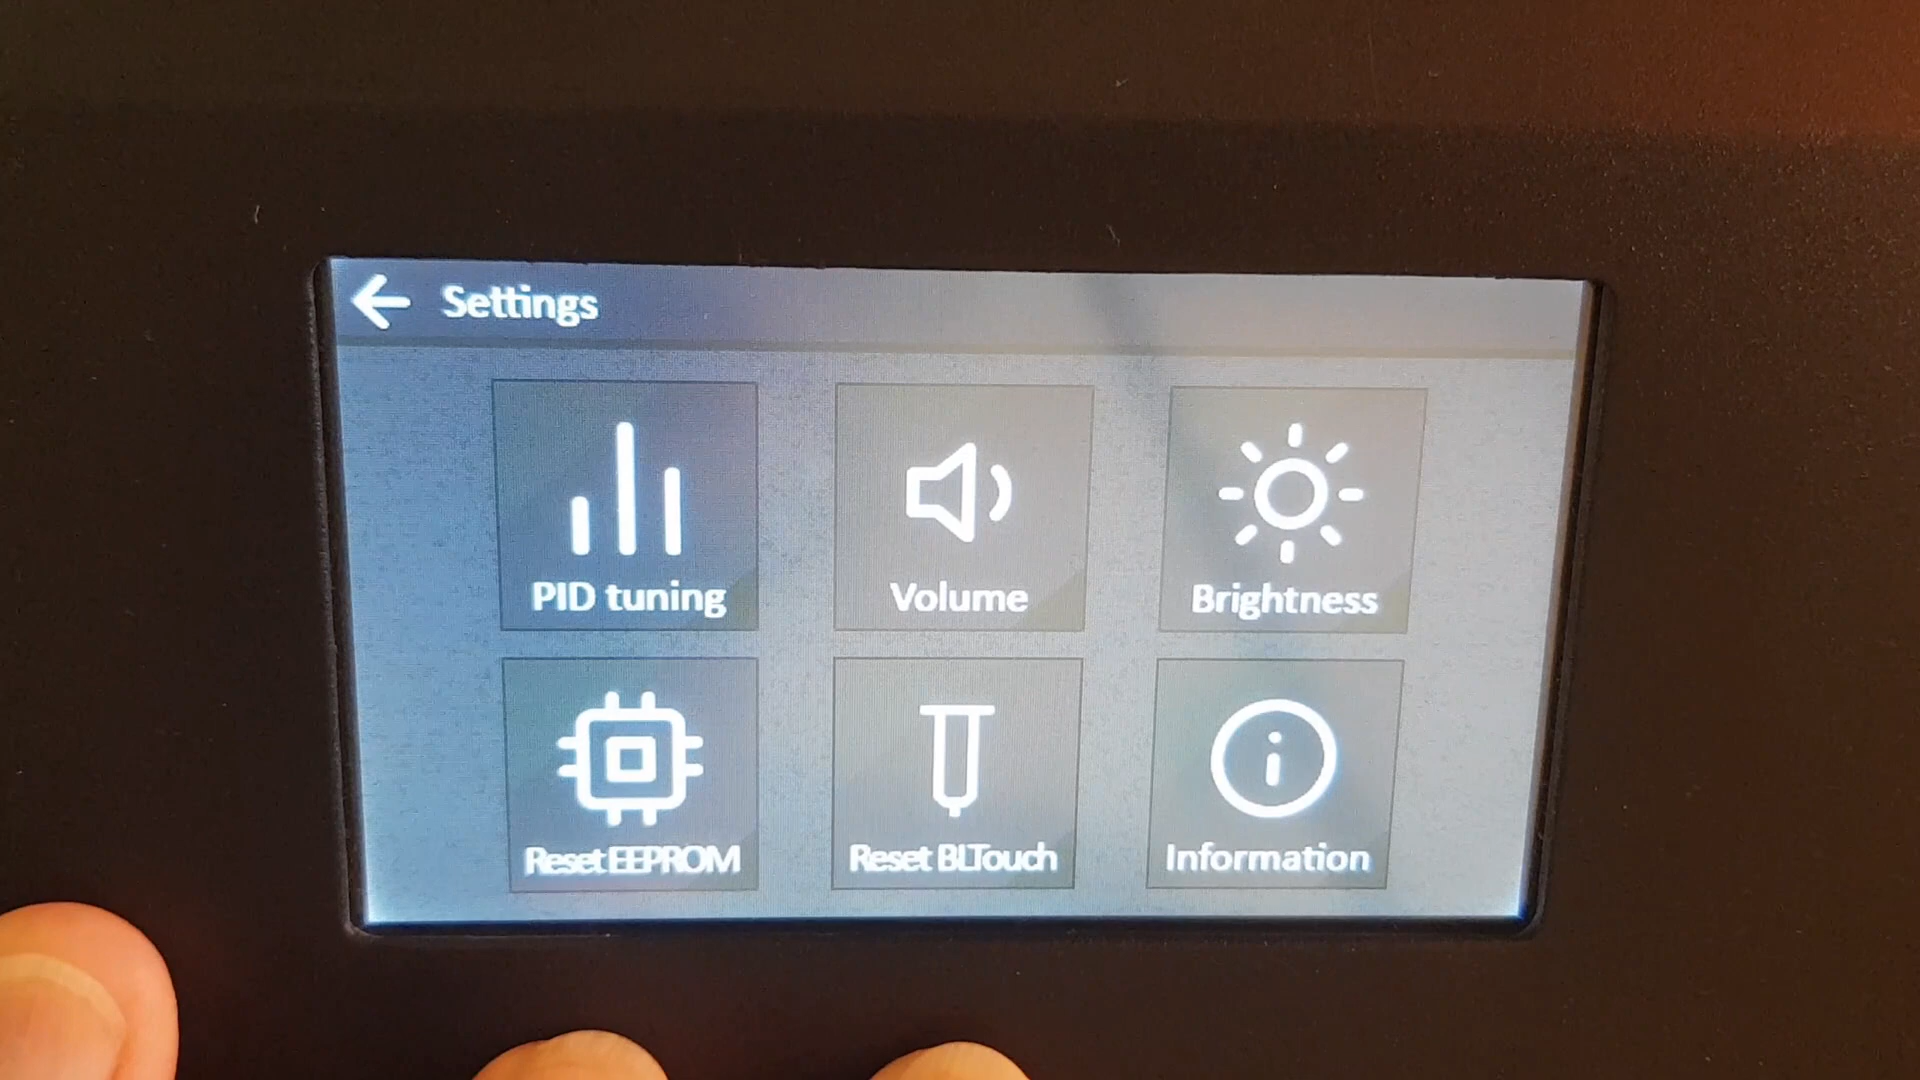 Settings
PID tuning
Volume
Brightness
Reset EEPROM
Reset BLTouch
Information